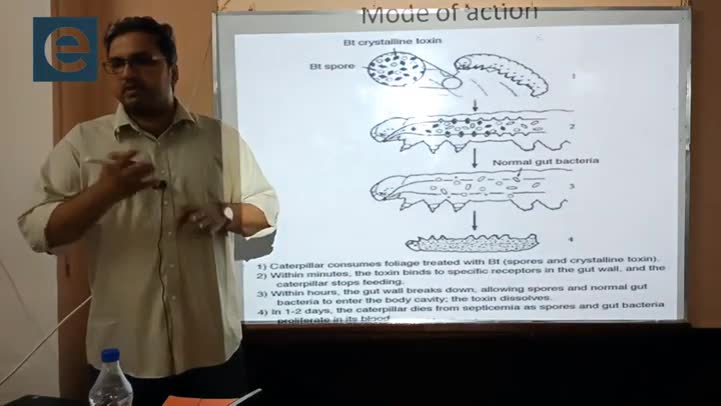 e
Mode of action
Bt crystalline toxin
Bt spore
1
2
Normal gut bacteria
3
4
1) Caterpillar consumes foliage treated with Bt (spores and crystalline toxin).
2) Within minutes, the toxin binds to specific receptors in the gut wall, and the
caterpillar stops feeding.
3) Within hours, the gut wall breaks down, allowing spores and normal gut
bacteria to enter the body cavity; the toxin dissolves.
4) In 1-2 days, the caterpillar dies from septicemia as spores and gut bacteria
proliferate in its blood